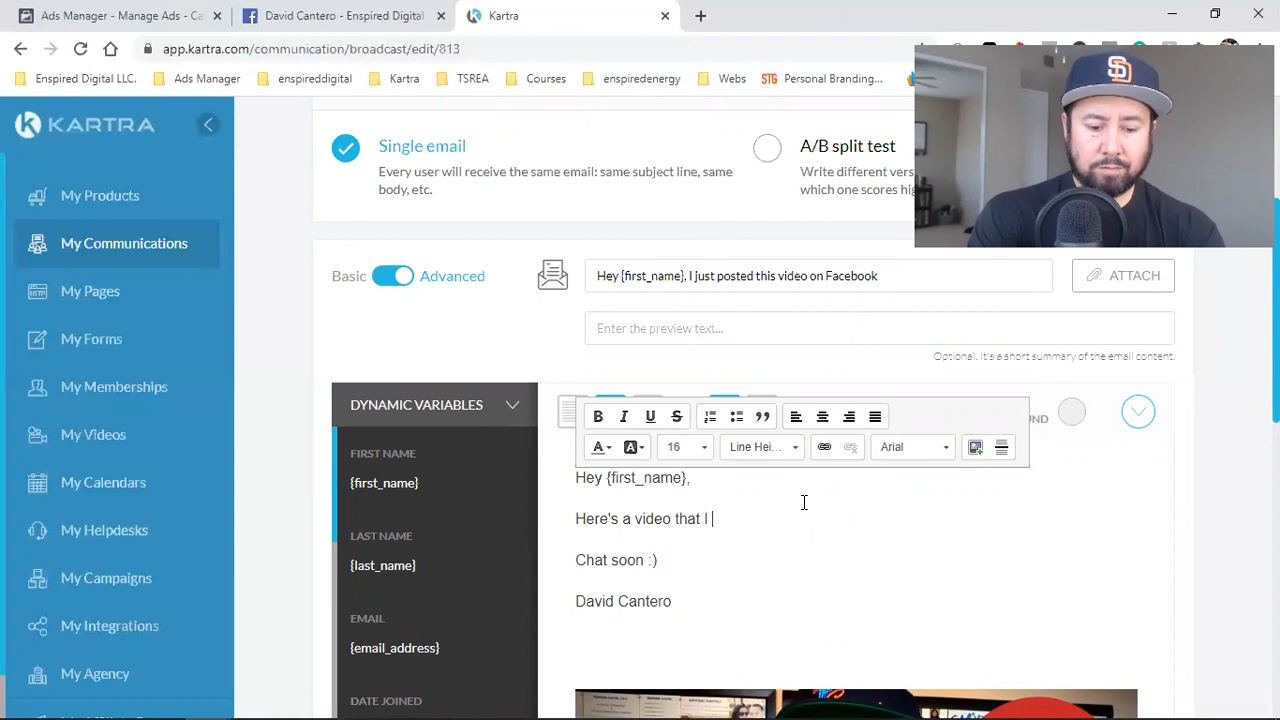 Ads Manager - Manage Ads - Ca
David Cantero - Enspired Digital
Kartra
app.kartra.com/communication/broadcast/edit/813
Enspired Digital LLC.
Ads Manager
enspireddigital
Kartra
TSREA
Courses
enspiredenergy
Webs
STG Personal Branding...
KARTRA
My Products
My Communications
My Pages
My Forms
My Memberships
My Videos
My Calendars
My Helpdesks
My Campaigns
My Integrations
My Agency
Single email
Every user will receive the same email: same subject line, same
body, etc.
A/B split test
Write different vers
which one scores hig
Basic
Advanced
Hey {first_name}, I just posted this video on Facebook
ATTACH
Enter the preview text...
Optional. It's a short summary of the email content.
DYNAMIC VARIABLES
FIRST NAME
{first_name}
LAST NAME
{last_name}
EMAIL
{email_address}
DATE JOINED
B I U S
A A 16 Line Hei... Arial
UND
Hey {first_name},
Here's a video that I
Chat soon :)
David Cantero
SD